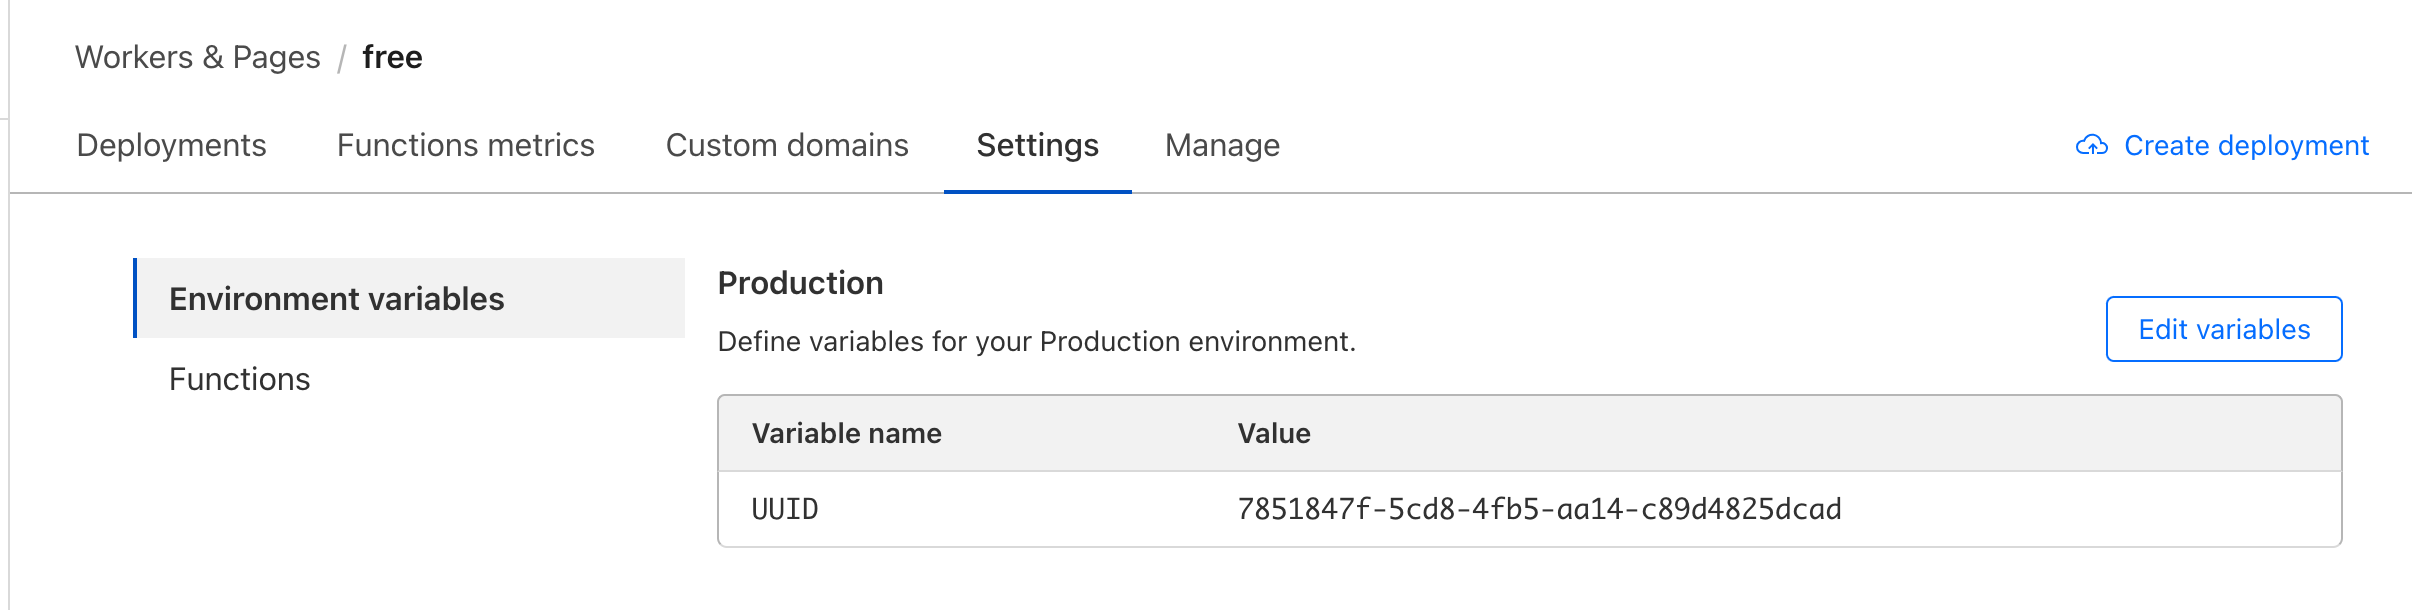 Workers & Pages / free
Deployments Functions metrics Custom domains Settings Manage Create deployment
Environment variables
Functions
Production
Define variables for your Production environment.
Edit variables
Variable name Value
UUID 7851847f-5cd8-4fb5-aa14-c89d4825dcad